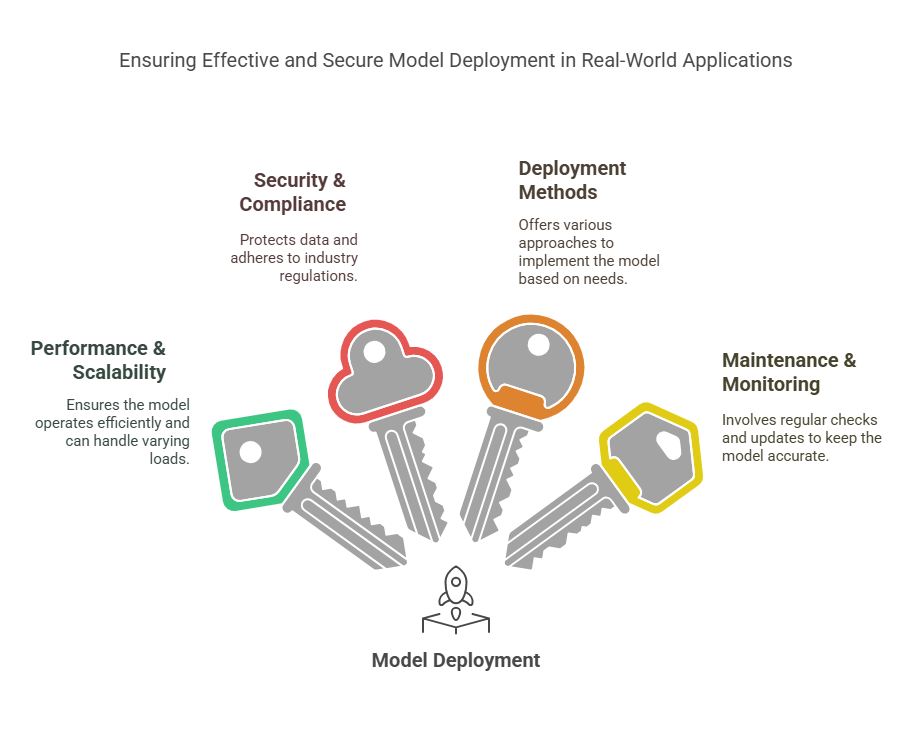 Ensuring Effective and Secure Model Deployment in Real-World Applications
Security &
Compliance
Protects data and
adheres to industry
regulations.
Deployment
Methods
Offers various
approaches to
implement the model
based on needs.
Performance &
Scalability
Ensures the model
operates efficiently and
can handle varying
loads.
Maintenance &
Monitoring
Involves regular checks
and updates to keep the
model accurate.
Model Deployment